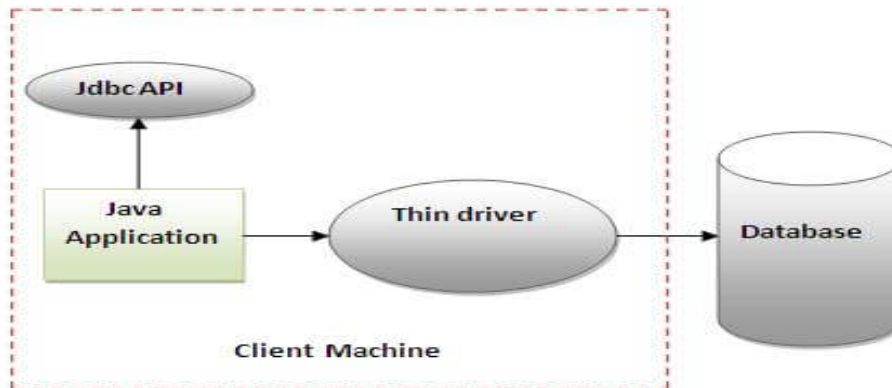 Jdbc API
Java
Application
Thin driver
Database
Client Machine